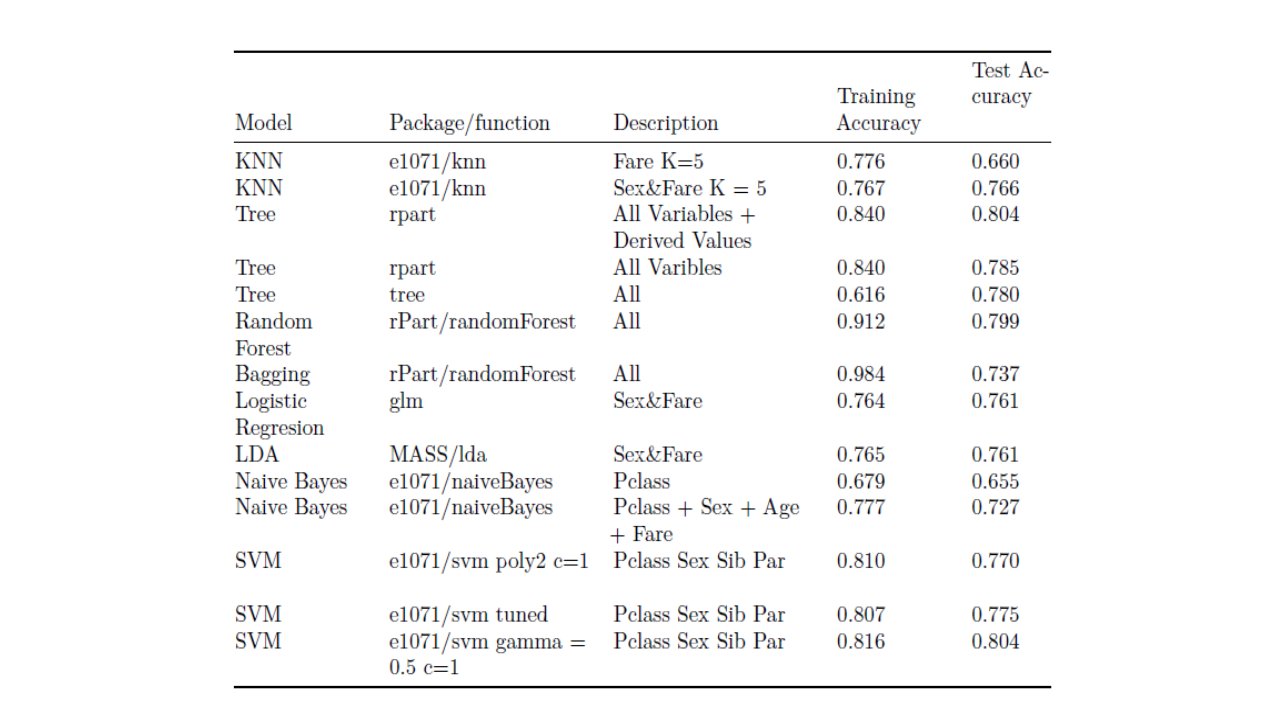 Model Package/function Description Training Accuracy Test Ac-curacy
KNN e1071/knn Fare K=5 0.776 0.660
KNN e1071/knn Sex&Fare K = 5 0.767 0.766
Tree rpart All Variables + 0.840 0.804
Derived Values
Tree rpart All Varibles 0.840 0.785
Tree tree All 0.616 0.780
Random rPart/randomForest All 0.912 0.799
Forest
Bagging rPart/randomForest All 0.984 0.737
Logistic glm Sex&Fare 0.764 0.761
Regresion
LDA MASS/lda Sex&Fare 0.765 0.761
Naive Bayes e1071/naiveBayes Pclass 0.679 0.655
Naive Bayes e1071/naiveBayes Pclass + Sex + Age 0.777 0.727
+ Fare
SVM e1071/svm poly2 c=1 Pclass Sex Sib Par 0.810 0.770
SVM e1071/svm tuned Pclass Sex Sib Par 0.807 0.775
SVM e1071/svm gamma = Pclass Sex Sib Par 0.816 0.804
0.5 c=1